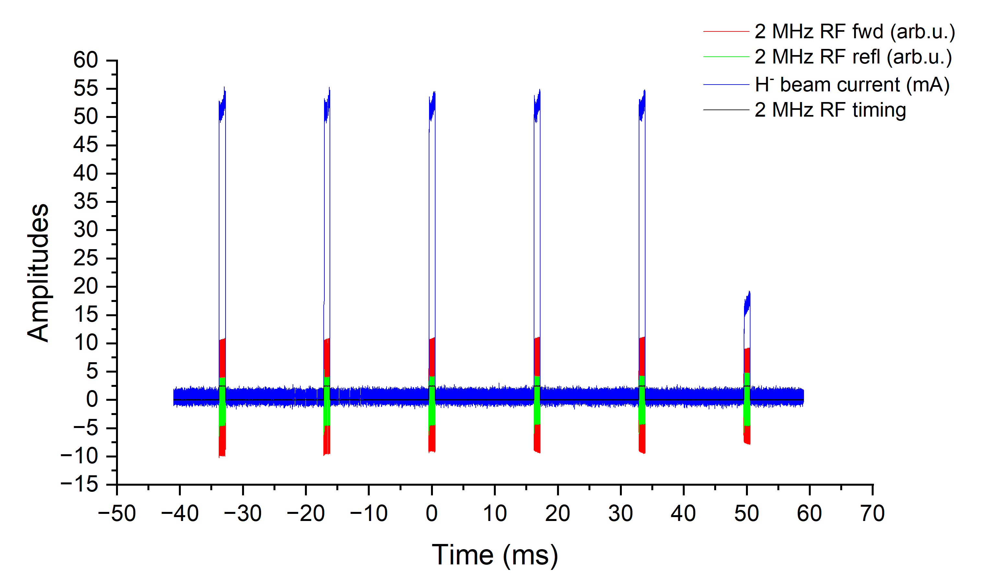 2 MHz RF fwd (arb.u.)
2 MHz RF refl (arb.u.)
H⁻ beam current (mA)
2 MHz RF timing
Amplitudes
60
55
50
45
40
35
30
25
20
15
10
5
0
−5
−10
−15
−50 −40 −30 −20 −10 0 10 20 30 40 50 60 70
Time (ms)